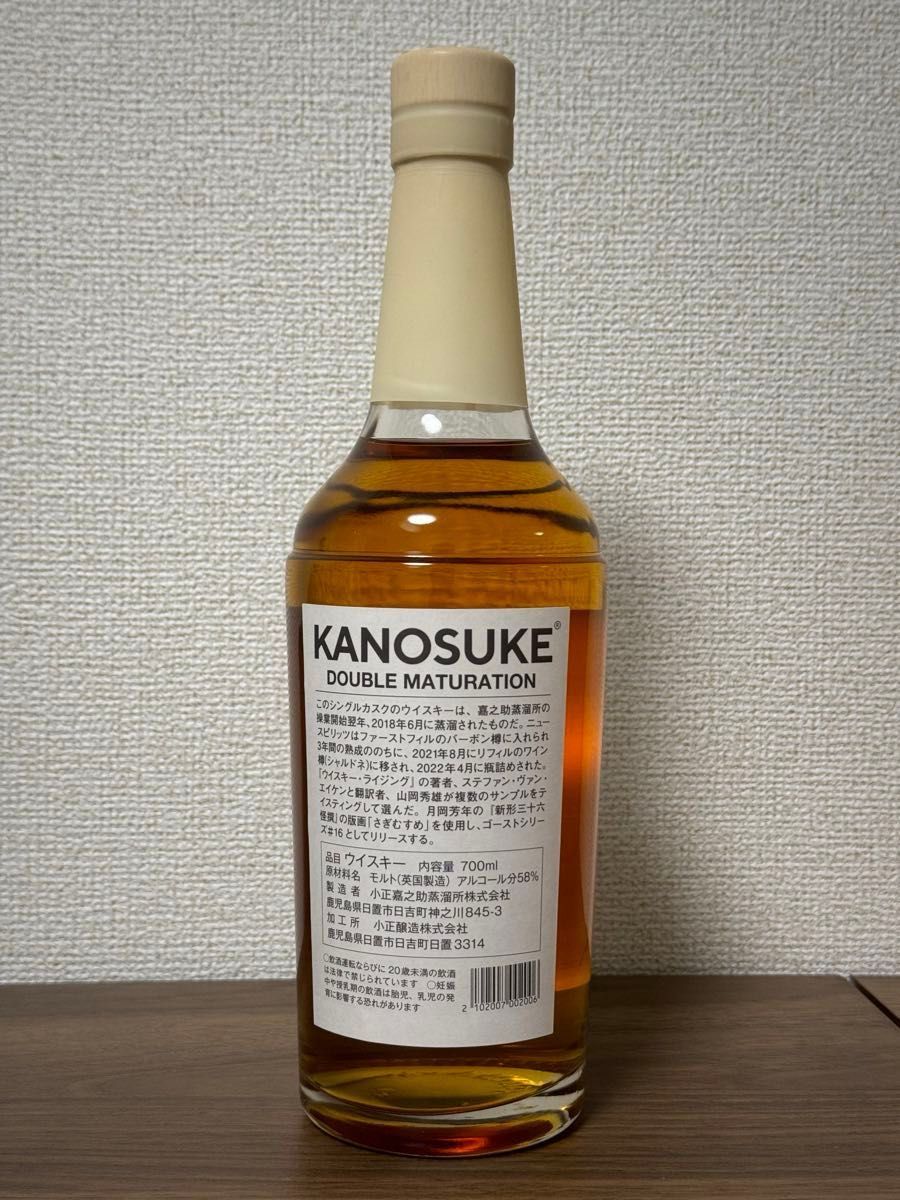 KANOSUKE®
DOUBLE MATURATION
このシングルカスクのウイスキーは、嘉之助蒸溜所の
操業開始翌年、2018年6月に蒸溜されたものだ。ニュー
スピリッツはファーストフィルのバーボン樽に入れられ
3年間の熟成ののちに、2021年8月にリフィルのワイン
樽(シャルドネ)に移され、2022年4月に瓶詰めされた。
『ウイスキー・ライジング』の著者、ステファン・ヴァン・
エイケンと翻訳者、山岡秀雄が複数のサンプルをテ
イスティングして選んだ。月岡芳年の『新形三十六
怪撰』の版画「さぎむすめ」を使用し、ゴーストシリー
ズ#16としてリリースする。
品目 ウイスキー 内容量 700ml
原材料名 モルト(英国製造) アルコール分58%
製造者 小正嘉之助蒸溜所株式会社
鹿児島県日置市日吉町神之川845-3
加工所 小正醸造株式会社
鹿児島県日置市日吉町日置3314
○飲酒運転ならびに20歳未満の飲酒
は法律で禁じられています ○妊娠
中や授乳期の飲酒は胎児、乳児の発
育に影響する恐れがあります
2 102007 002006